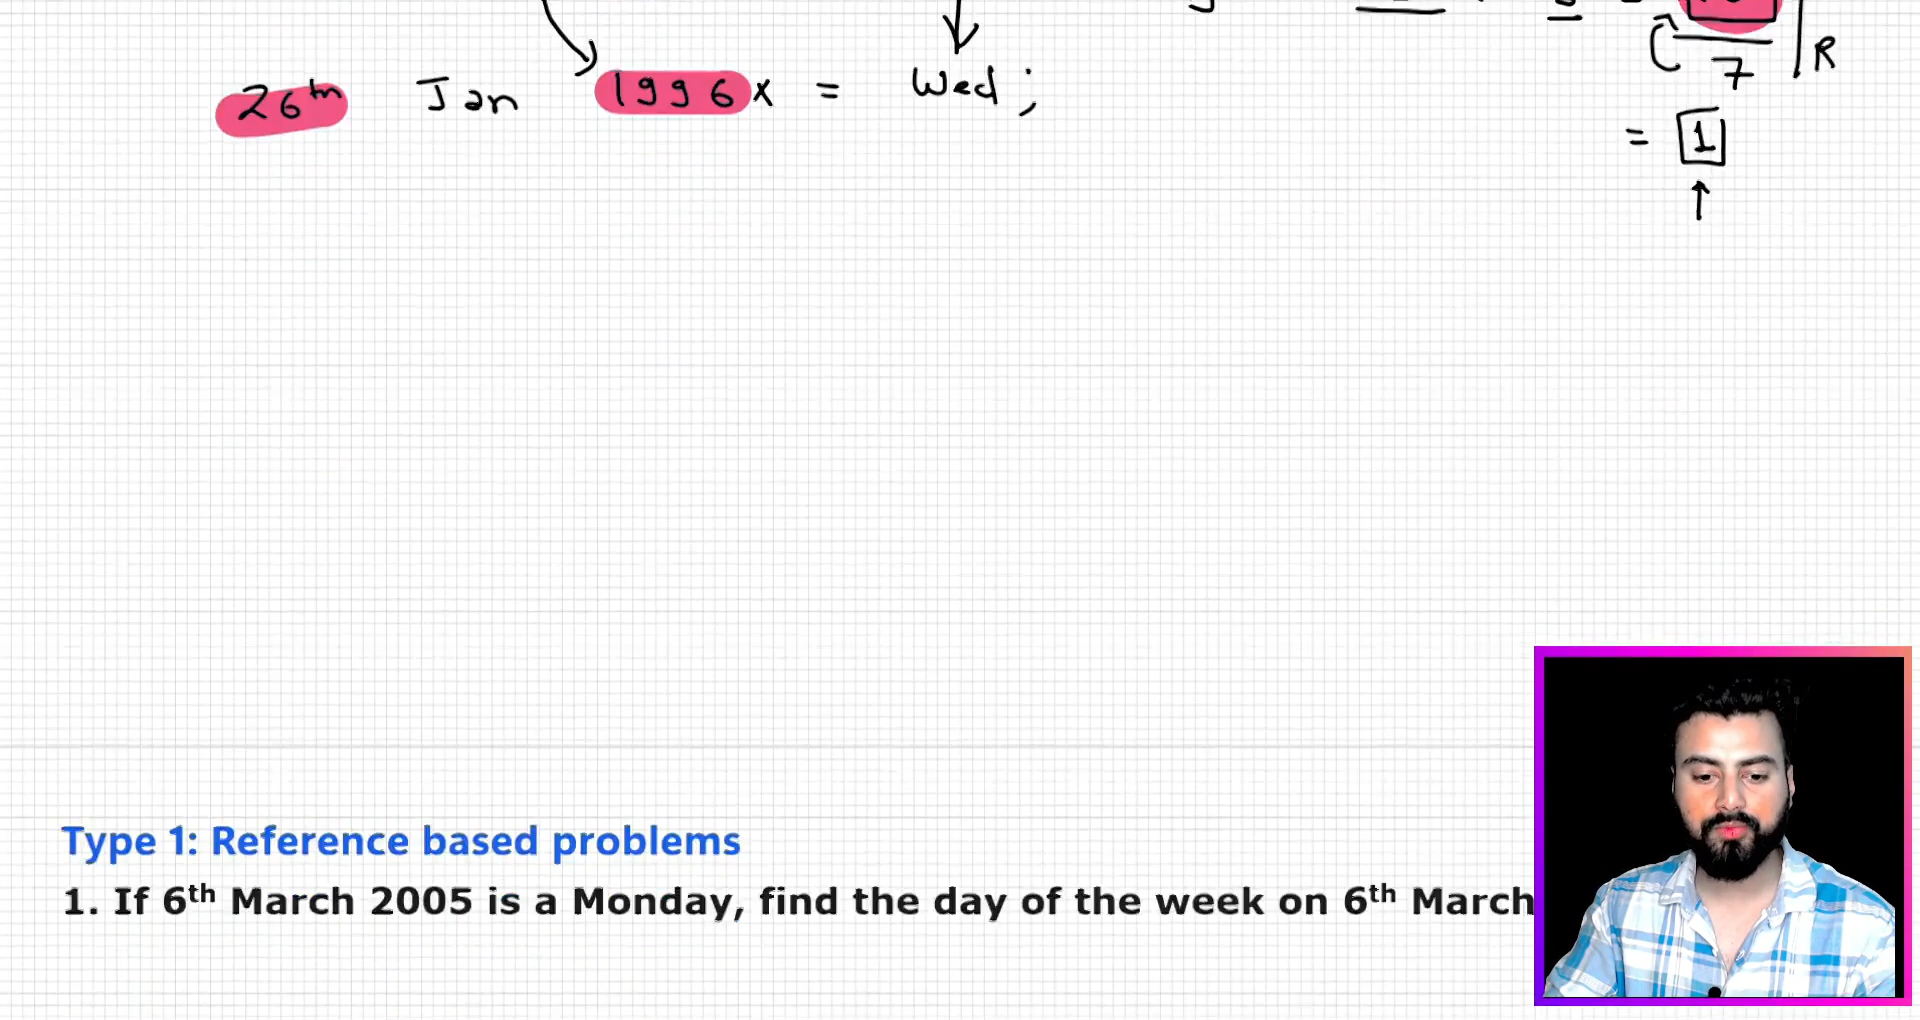 26th Jan 1996 x = Wed ;
7 R
= 1
Type 1: Reference based problems
1. If 6th March 2005 is a Monday, find the day of the week on 6th March